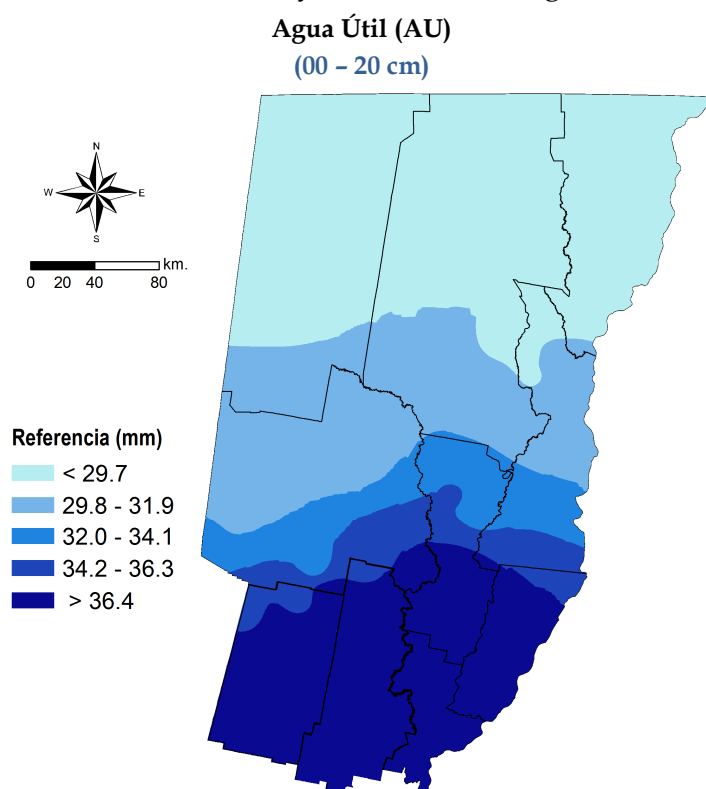 Agua Útil (AU)
(00 – 20 cm)
N
W
E
S
km.
0 20 40 80
Referencia (mm)
< 29.7
29.8 - 31.9
32.0 - 34.1
34.2 - 36.3
> 36.4